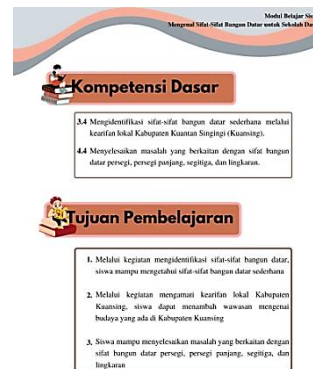 Modul Belajar
Mengenal Sifat-Sifat Bangun Datar untuk Sekolah
Kompetensi Dasar
3.4 Mengidentifikasi sifat-sifat bangun datar sederhana melalui
kearifan lokal Kabupaten Kuantan Singingi (Kuansing).
4.4 Menyelesaikan masalah yang berkaitan dengan sifat bangun
datar persegi, persegi panjang, segitiga, dan lingkaran.
Tujuan Pembelajaran
1. Melalui kegiatan mengidentifikasi sifat-sifat bangun datar,
siswa mampu mengetahui sifat-sifat bangun datar sederhana
2. Melalui kegiatan mengamati kearifan lokal Kabupaten
Kuansing, siswa dapat menambah wawasan mengenai
budaya yang ada di Kabupaten Kuansing
3. Siswa mampu menyelesaikan masalah yang berkaitan dengan
sifat bangun datar persegi, persegi panjang, segitiga, dan
lingkaran